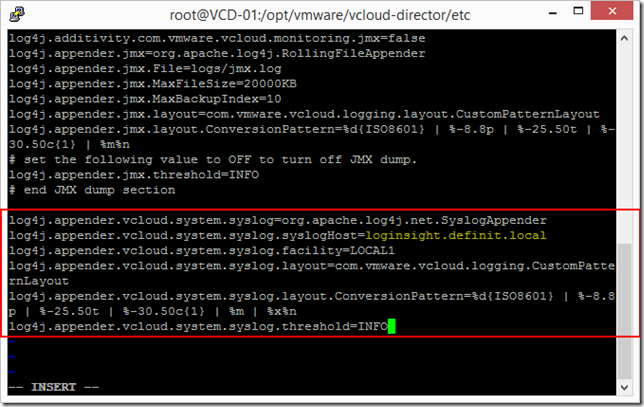 root@VCD-01:/opt/vmware/vcloud-director/etc
log4j.additivity.com.vmware.vcloud.monitoring.jmx=false
log4j.appender.jmx=org.apache.log4j.RollingFileAppender
log4j.appender.jmx.File=logs/jmx.log
log4j.appender.jmx.MaxFileSize=20000KB
log4j.appender.jmx.MaxBackupIndex=10
log4j.appender.jmx.layout=com.vmware.vcloud.logging.layout.CustomPatternLayout
log4j.appender.jmx.layout.ConversionPattern=%d{ISO8601} | %-8.8p | %-25.50t | %-
30.50c{1} | %m%n
# set the following value to OFF to turn off JMX dump.
log4j.appender.jmx.threshold=INFO
# end JMX dump section
log4j.appender.vcloud.system.syslog=org.apache.log4j.net.SyslogAppender
log4j.appender.vcloud.system.syslog.syslogHost=loginsight.definit.local
log4j.appender.vcloud.system.syslog.facility=LOCAL1
log4j.appender.vcloud.system.syslog.layout=com.vmware.vcloud.logging.CustomPatte
rnLayout
log4j.appender.vcloud.system.syslog.layout.ConversionPattern=%d{ISO8601} | %-8.8
p | %-25.50t | %-30.50c{1} | %m | %x%n
log4j.appender.vcloud.system.syslog.threshold=INFO
~
~
-- INSERT --